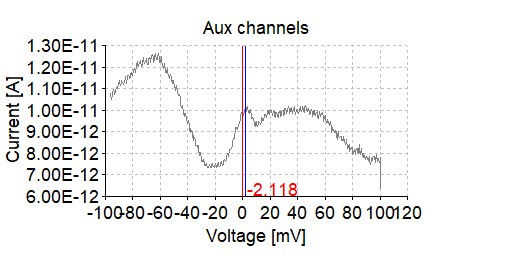 Aux channels
1.30E-11
1.20E-11
1.10E-11
1.00E-11
9.00E-12
8.00E-12
7.00E-12
6.00E-12
Current [A]
-2.118
-100 -80 -60 -40 -20 0 20 40 60 80 100 120
Voltage [mV]